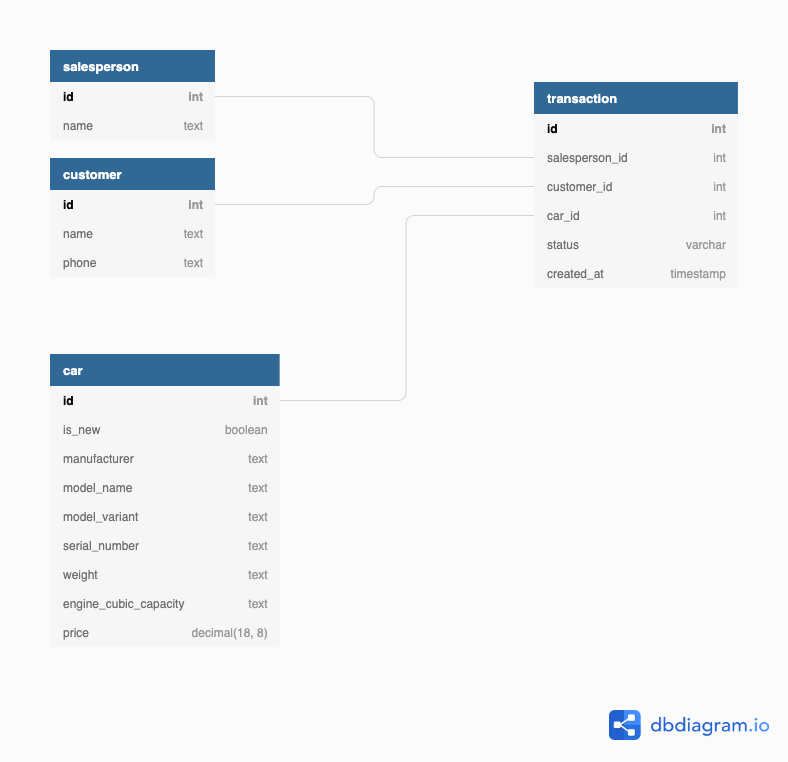 salesperson
id int
name text
customer
id int
name text
phone text
car
id int
is_new boolean
manufacturer text
model_name text
model_variant text
serial_number text
weight text
engine_cubic_capacity text
price decimal(18, 8)
transaction
id int
salesperson_id int
customer_id int
car_id int
status varchar
created_at timestamp
dbdiagram.io